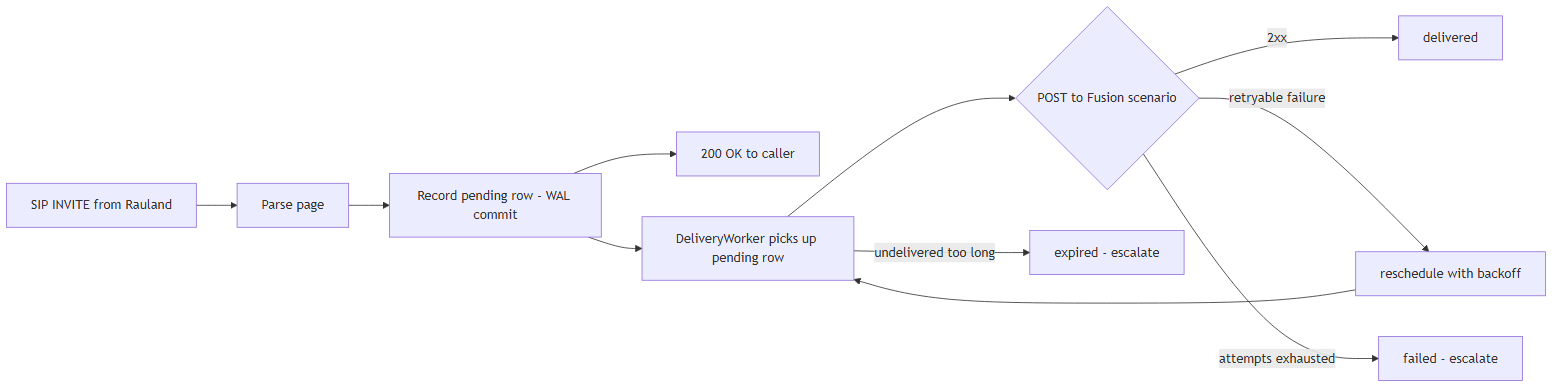 SIP INVITE from Rauland
Parse page
Record pending row - WAL
commit
200 OK to caller
DeliveryWorker picks up
pending row
undelivered too long
expired - escalate
POST to Fusion scenario
2xx
delivered
retryable failure
reschedule with backoff
attempts exhausted
failed - escalate